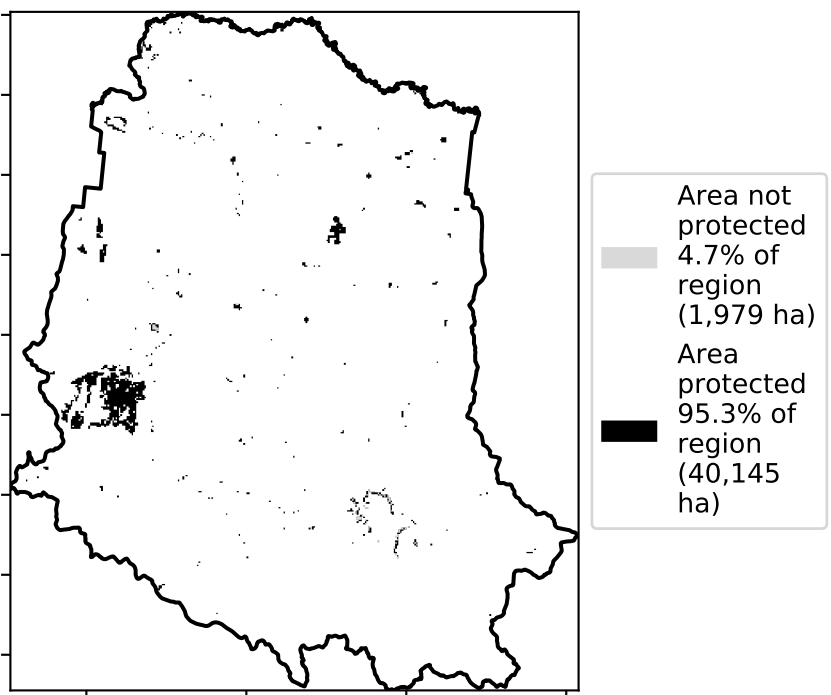 Area not
protected
4.7% of
region
(1,979 ha)
Area
protected
95.3% of
region
(40,145
ha)